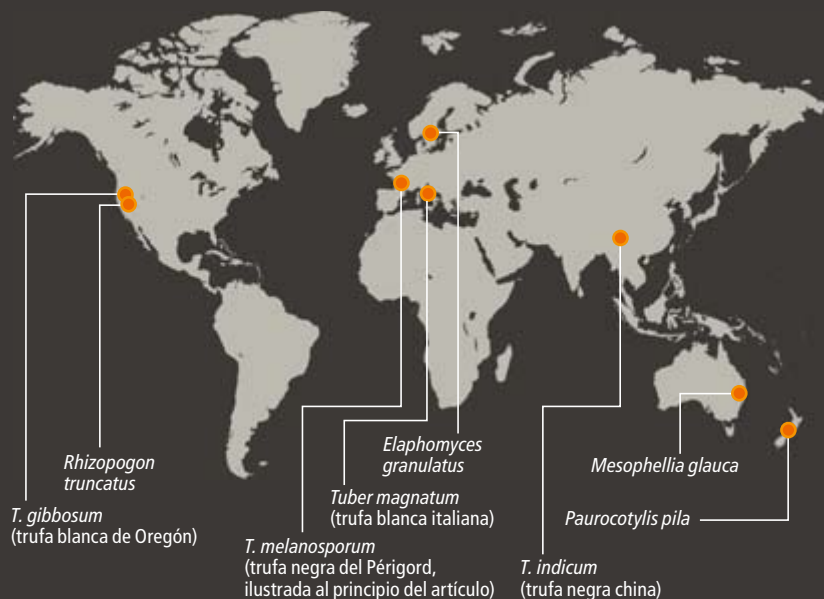 Rhizopogon
truncatus
T. gibbosum
(trufa blanca de Oregón)
Elaphomyces
granulatus
Tuber magnatum
(trufa blanca italiana)
T. melanosporum
(trufa negra del Périgord,
ilustrada al principio del artículo)
Mesophellia glauca
Paurocotylis pila
T. indicum
(trufa negra china)